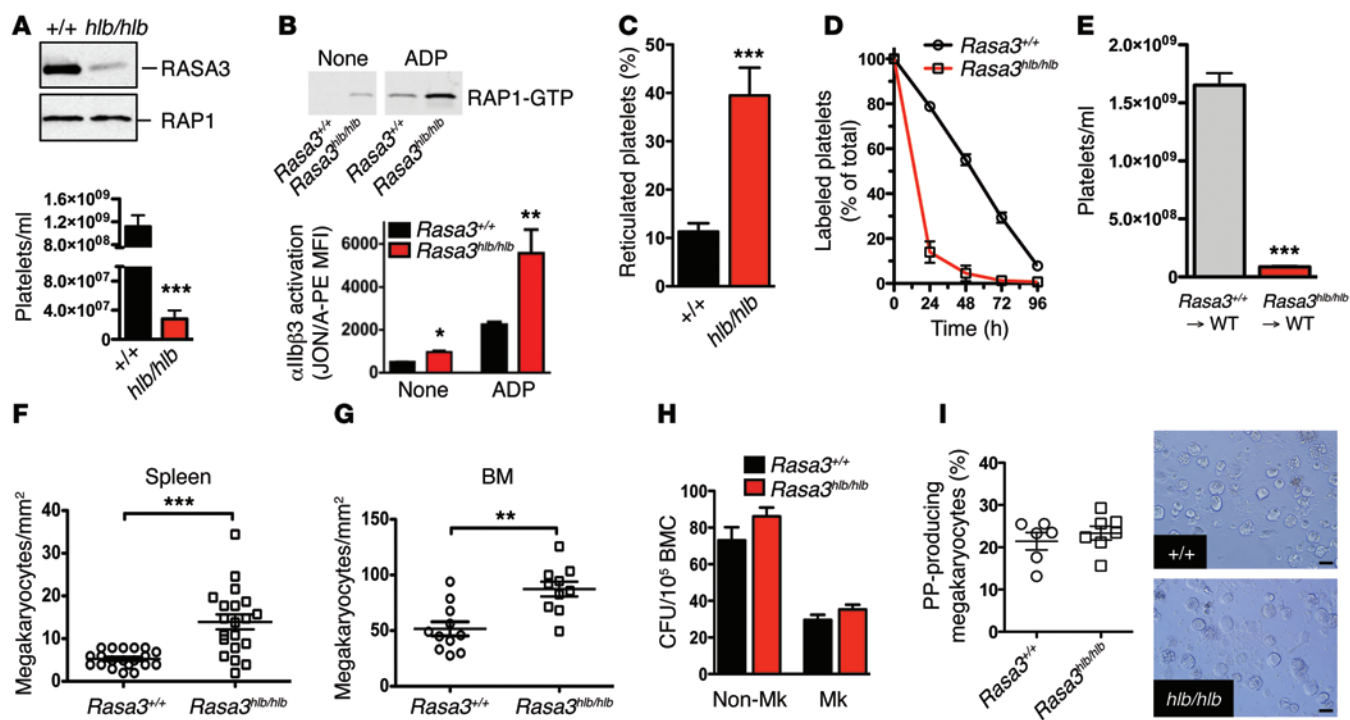 A
+/+ hlb/hlb
RASA3
RAP1
Platelets/ml
1.6×10⁰⁹
1.2×10⁰⁹
8.0×10⁰⁸
8.0×10⁰⁷
4.0×10⁰⁷
0
***
+/+
hlb/hlb
B
None ADP
RAP1-GTP
Rasa3+/+
Rasa3hlb/hlb
Rasa3+/+
Rasa3hlb/hlb
αIIbβ3 activation
(JON/A-PE MFI)
Rasa3+/+
Rasa3hlb/hlb
6000
4000
2000
0
*
**
None ADP
C
Reticulated platelets (%)
50
40
30
20
10
0
***
+/+
hlb/hlb
D
Rasa3+/+
Rasa3hlb/hlb
Labeled platelets
(% of total)
100
80
60
40
20
0
0 24 48 72 96
Time (h)
E
Platelets/ml
2.0×10⁰⁹
1.5×10⁰⁹
1.0×10⁰⁹
5.0×10⁰⁸
0
***
Rasa3+/+ Rasa3hlb/hlb
→ WT → WT
F
Spleen
***
Megakaryocytes/mm²
40
30
20
10
0
Rasa3+/+ Rasa3hlb/hlb
G
BM
**
Megakaryocytes/mm²
150
100
50
0
Rasa3+/+ Rasa3hlb/hlb
H
Rasa3+/+
Rasa3hlb/hlb
CFU/10⁵ BMC
100
80
60
40
20
0
Non-Mk Mk
I
PP-producing
megakaryocytes (%)
40
30
20
10
0
Rasa3+/+
Rasa3hlb/hlb
+/+
hlb/hlb